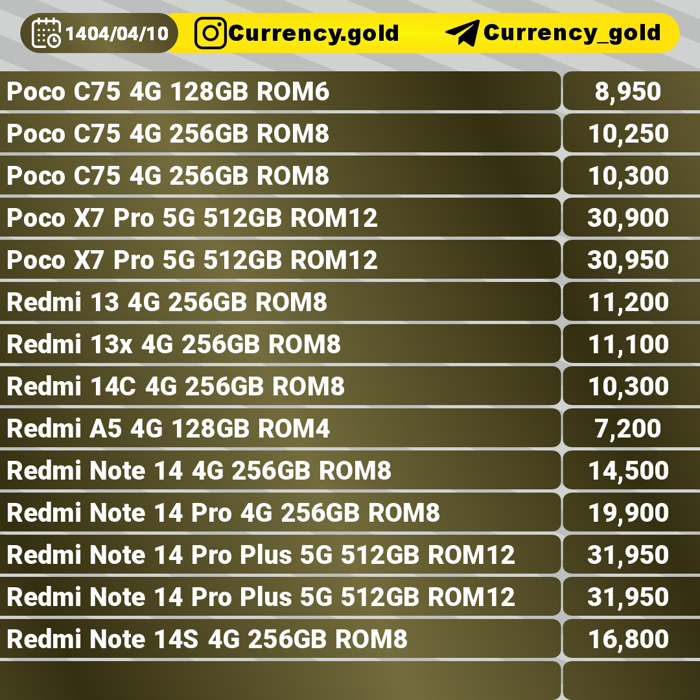 1404/04/10 Currency.gold Currency_gold
Poco C75 4G 128GB ROM6 8,950
Poco C75 4G 256GB ROM8 10,250
Poco C75 4G 256GB ROM8 10,300
Poco X7 Pro 5G 512GB ROM12 30,900
Poco X7 Pro 5G 512GB ROM12 30,950
Redmi 13 4G 256GB ROM8 11,200
Redmi 13x 4G 256GB ROM8 11,100
Redmi 14C 4G 256GB ROM8 10,300
Redmi A5 4G 128GB ROM4 7,200
Redmi Note 14 4G 256GB ROM8 14,500
Redmi Note 14 Pro 4G 256GB ROM8 19,900
Redmi Note 14 Pro Plus 5G 512GB ROM12 31,950
Redmi Note 14 Pro Plus 5G 512GB ROM12 31,950
Redmi Note 14S 4G 256GB ROM8 16,800